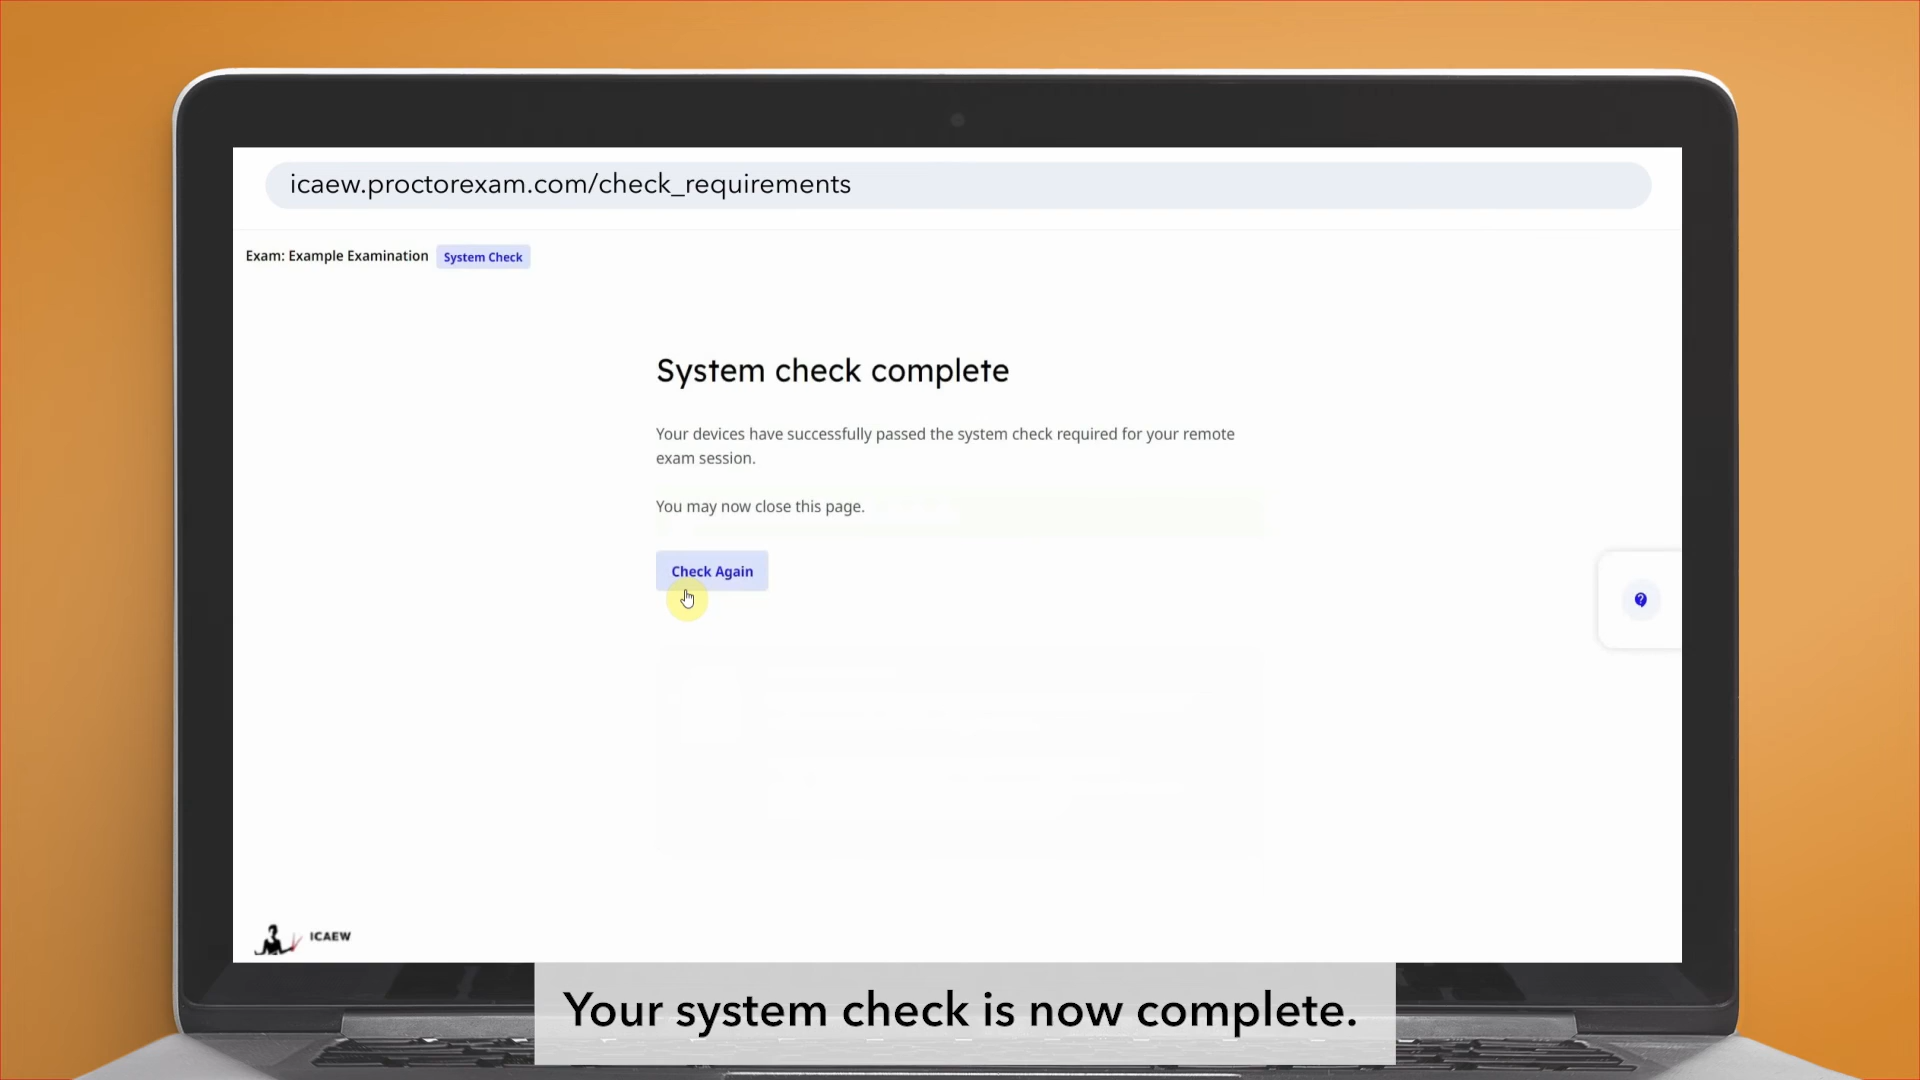 icaew.proctorexam.com/check_requirements
Exam: Example Examination System Check
System check complete
Your devices have successfully passed the system check required for your remote
exam session.
You may now close this page.
Check Again
?
ICAEW
Your system check is now complete.